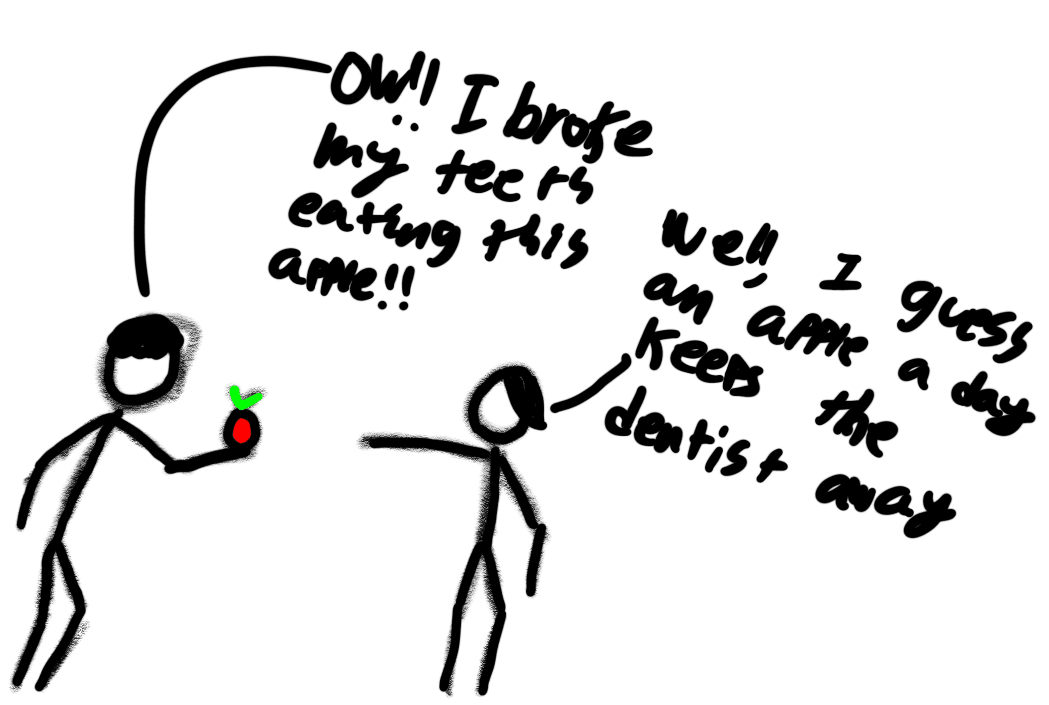 OW!! I broke
my teeth
eating this
apple!!
Well, I guess
an apple a day
keeps the
dentist away